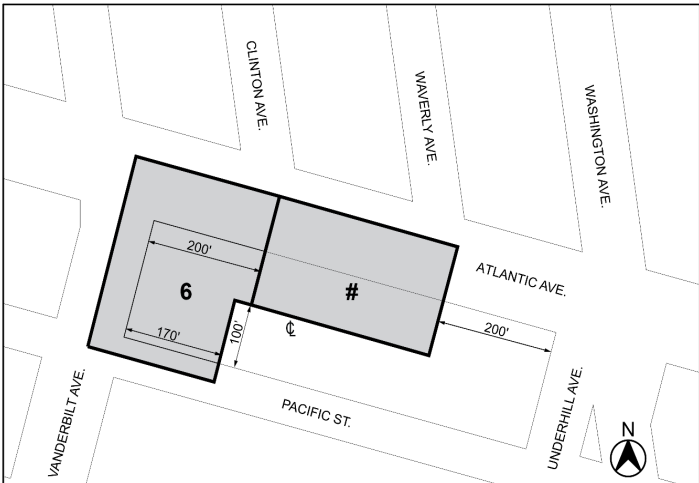 CLINTON AVE.
WAVERLY AVE.
WASHINGTON AVE.
200'
6
#
ATLANTIC AVE.
200'
170'
100'
℄
PACIFIC ST.
VANDERBILT AVE.
UNDERHILL AVE.
N